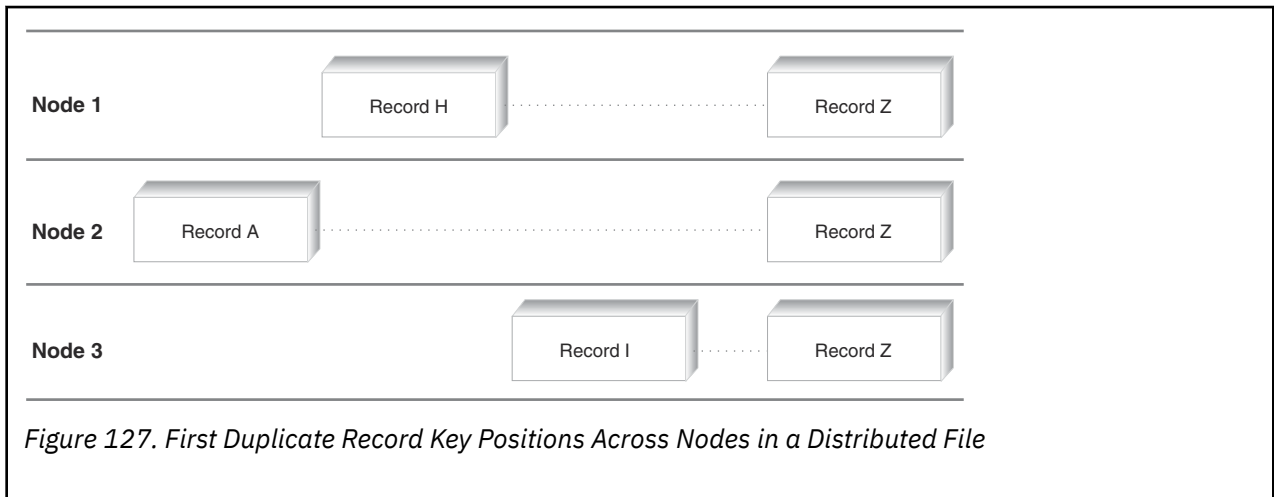 Node 1 Record H Record Z
Node 2 Record A Record Z
Node 3 Record I Record Z
Figure 127. First Duplicate Record Key Positions Across Nodes in a Distributed File